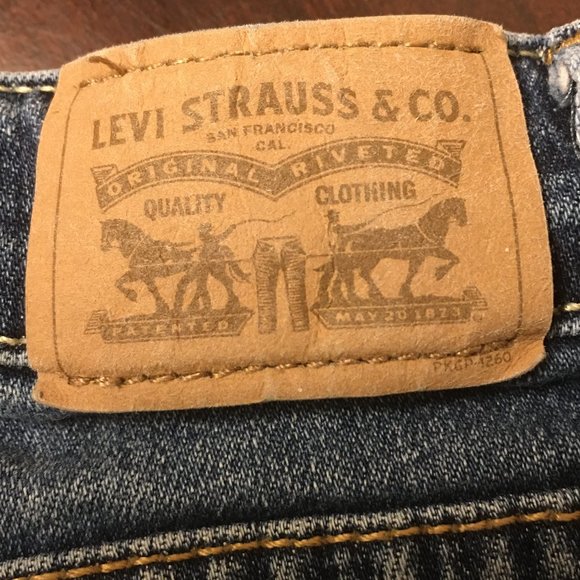 LEVI STRAUSS & CO.
SAN FRANCISCO
CAL.
ORIGINAL RIVETED
QUALITY CLOTHING
PATENTED MAY 20 1873